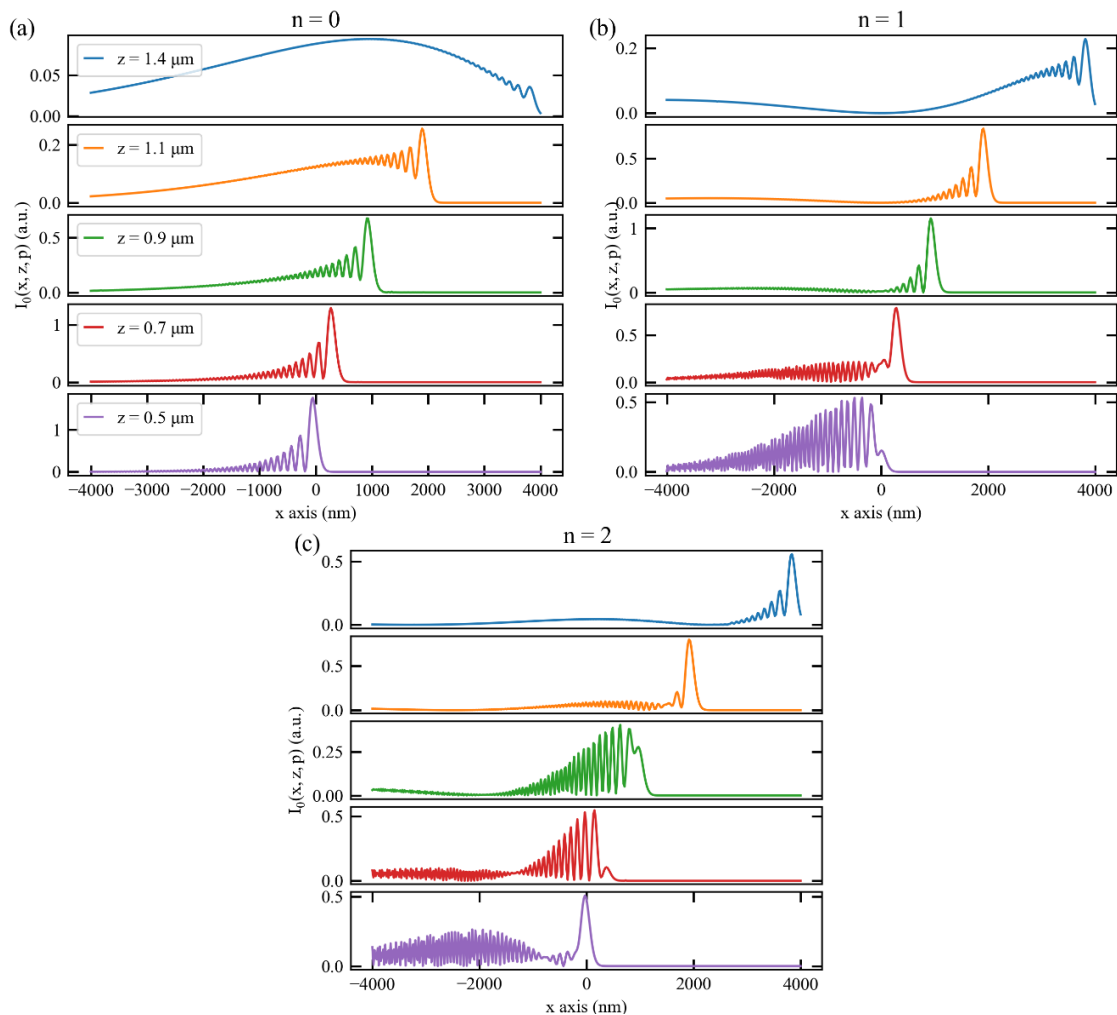 (a)
n = 0
0.05
0.00
z = 1.4 μm
0.2
0.0
z = 1.1 μm
0.5
0.0
z = 0.9 μm
1
0
z = 0.7 μm
1
0
z = 0.5 μm
I₀(x, z, p) (a.u.)
−4000 −3000 −2000 −1000 0 1000 2000 3000 4000
x axis (nm)
(b)
n = 1
0.2
0.0
0.5
0.0
1
0
0.5
0.0
0.5
0.0
I₀(x, z, p) (a.u.)
−4000 −2000 0 2000 4000
x axis (nm)
(c)
n = 2
0.5
0.0
0.5
0.0
0.25
0.00
0.5
0.0
0.5
0.0
I₀(x, z, p) (a.u.)
−4000 −2000 0 2000 4000
x axis (nm)